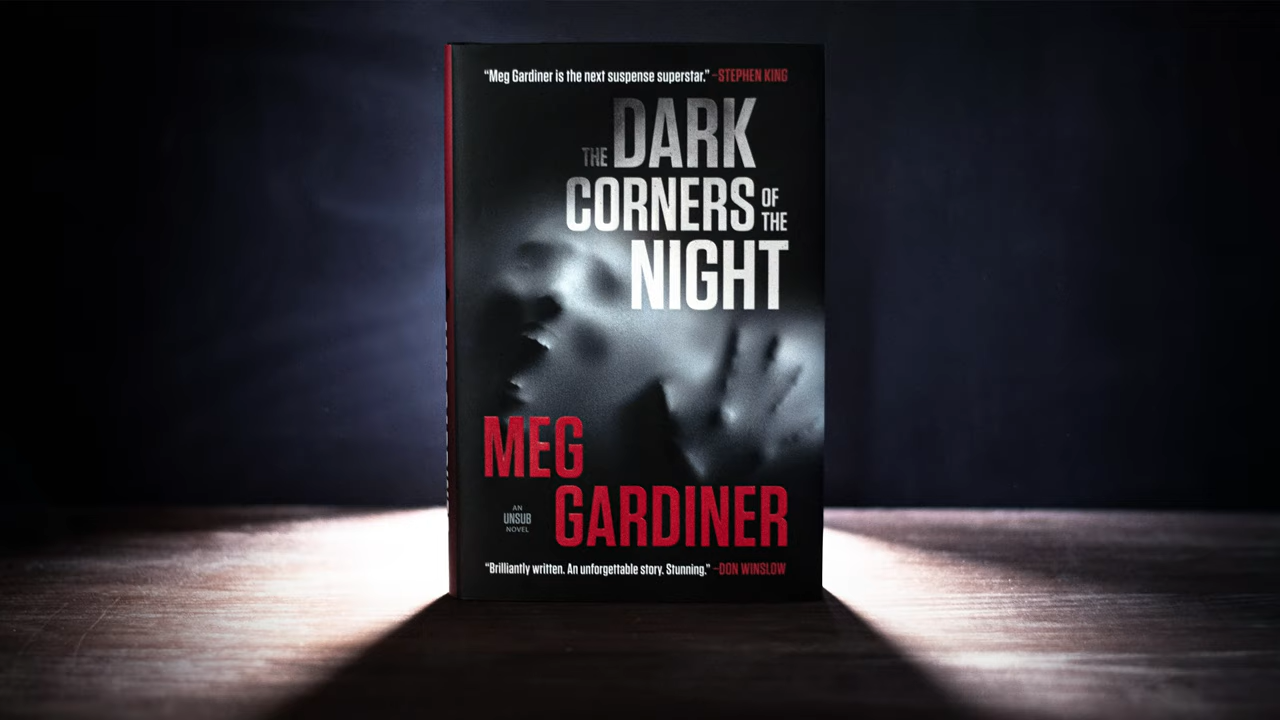 “Meg Gardiner is the next suspense superstar.” –STEPHEN KING
THE DARK
CORNERS OF THE
NIGHT
MEG
GARDINER
AN
UNSUB
NOVEL
“Brilliantly written. An unforgettable story. Stunning.” –DON WINSLOW